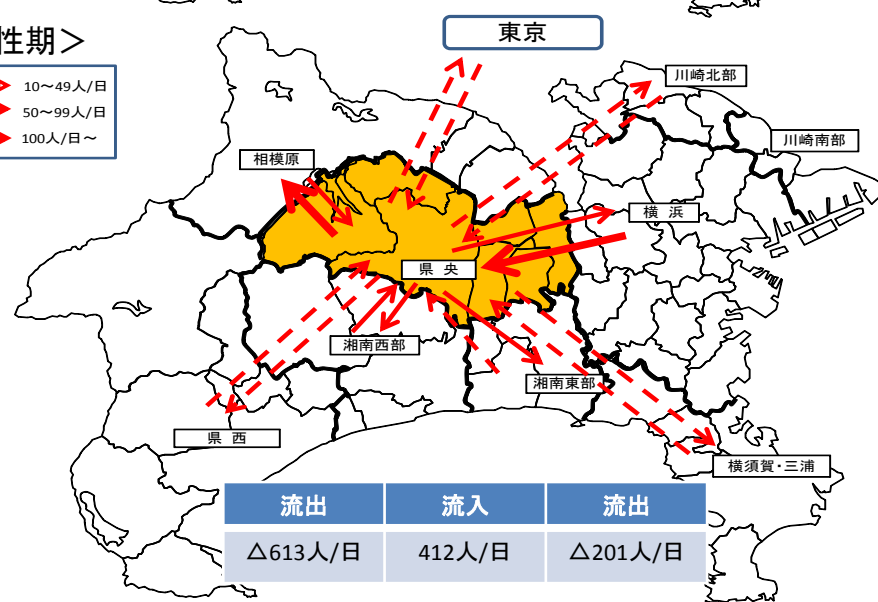 東京
性期＞
10～49人/日
50～99人/日
100人/日～
川崎北部
川崎南部
相模原
横 浜
県 央
湘南西部
湘南東部
県 西
横須賀・三浦
流出 流入 流出
△613人/日 412人/日 △201人/日